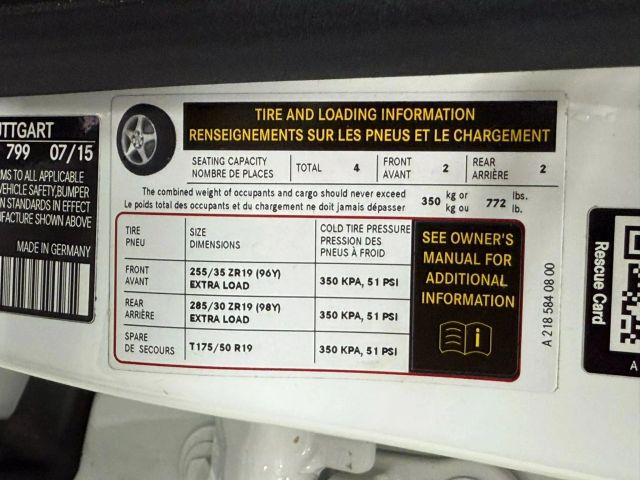 TIRE AND LOADING INFORMATION
RENSEIGNEMENTS SUR LES PNEUS ET LE CHARGEMENT
SEATING CAPACITY
NOMBRE DE PLACES
TOTAL 4
FRONT
AVANT
2
REAR
ARRIÈRE
2
The combined weight of occupants and cargo should never exceed
Le poids total des occupants et du chargement ne doit jamais dépasser
350 kg or
kg ou
772 lbs.
lb.
TIRE
PNEU
SIZE
DIMENSIONS
COLD TIRE PRESSURE
PRESSION DES
PNEUS À FROID
FRONT
AVANT
255/35 ZR19 (96Y)
EXTRA LOAD
350 KPA, 51 PSI
REAR
ARRIÈRE
285/30 ZR19 (98Y)
EXTRA LOAD
350 KPA, 51 PSI
SPARE
DE SECOURS
T175/50 R19
350 KPA, 51 PSI
SEE OWNER'S
MANUAL FOR
ADDITIONAL
INFORMATION
i
A 218 584 08 00
UTTGART
799 07/15
RMS TO ALL APPLICABLE
VEHICLE SAFETY,BUMPER
N STANDARDS IN EFFECT
UFACTURE SHOWN ABOVE
MADE IN GERMANY
Rescue Card
A